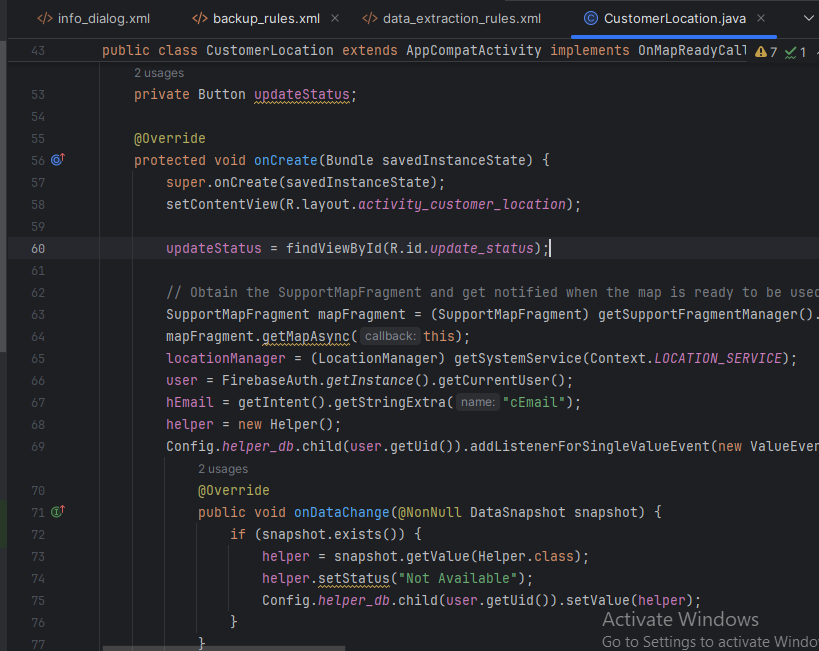 info_dialog.xml backup_rules.xml data_extraction_rules.xml CustomerLocation.java
43 public class CustomerLocation extends AppCompatActivity implements OnMapReadyCall 7 1
2 usages
53 private Button updateStatus;
54
55 @Override
56 protected void onCreate(Bundle savedInstanceState) {
57 super.onCreate(savedInstanceState);
58 setContentView(R.layout.activity_customer_location);
59
60 updateStatus = findViewById(R.id.update_status);
61
62 // Obtain the SupportMapFragment and get notified when the map is ready to be used
63 SupportMapFragment mapFragment = (SupportMapFragment) getSupportFragmentManager().
64 mapFragment.getMapAsync( callback: this);
65 locationManager = (LocationManager) getSystemService(Context.LOCATION_SERVICE);
66 user = FirebaseAuth.getInstance().getCurrentUser();
67 hEmail = getIntent().getStringExtra( name: "cEmail");
68 helper = new Helper();
69 Config.helper_db.child(user.getUid()).addListenerForSingleValueEvent(new ValueEven
2 usages
70 @Override
71 public void onDataChange(@NonNull DataSnapshot snapshot) {
72 if (snapshot.exists()) {
73 helper = snapshot.getValue(Helper.class);
74 helper.setStatus("Not Available");
75 Config.helper_db.child(user.getUid()).setValue(helper);
76 }
77 }
Activate Windows
Go to Settings to activate Windo